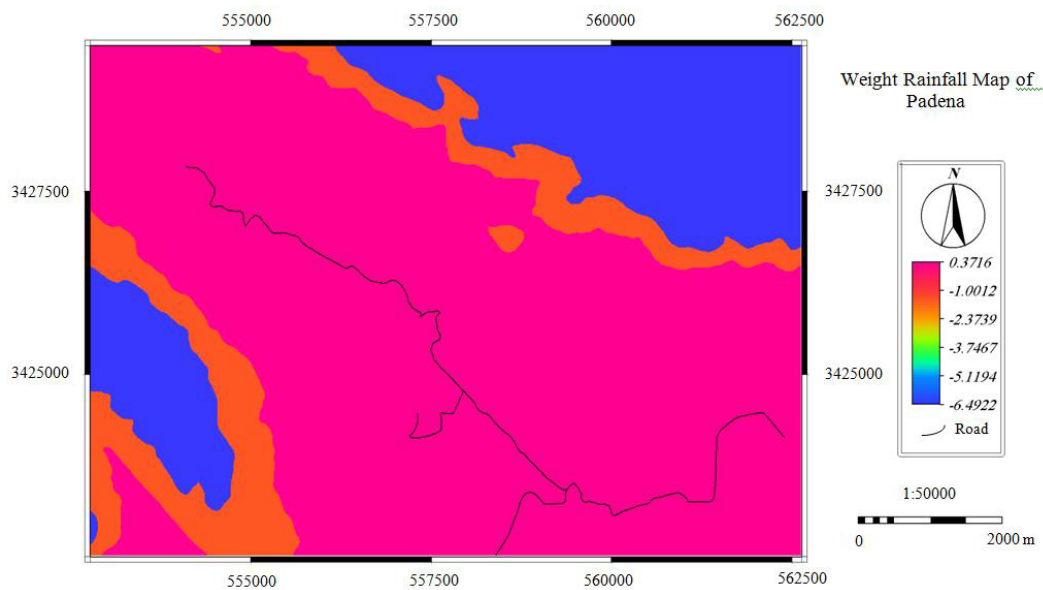 555000 557500 560000 562500
Weight Rainfall Map of
Padena
3427500 3427500
N
0.3716
-1.0012
-2.3739
-3.7467
-5.1194
-6.4922
Road
3425000 3425000
1:50000
0 2000 m
555000 557500 560000 562500